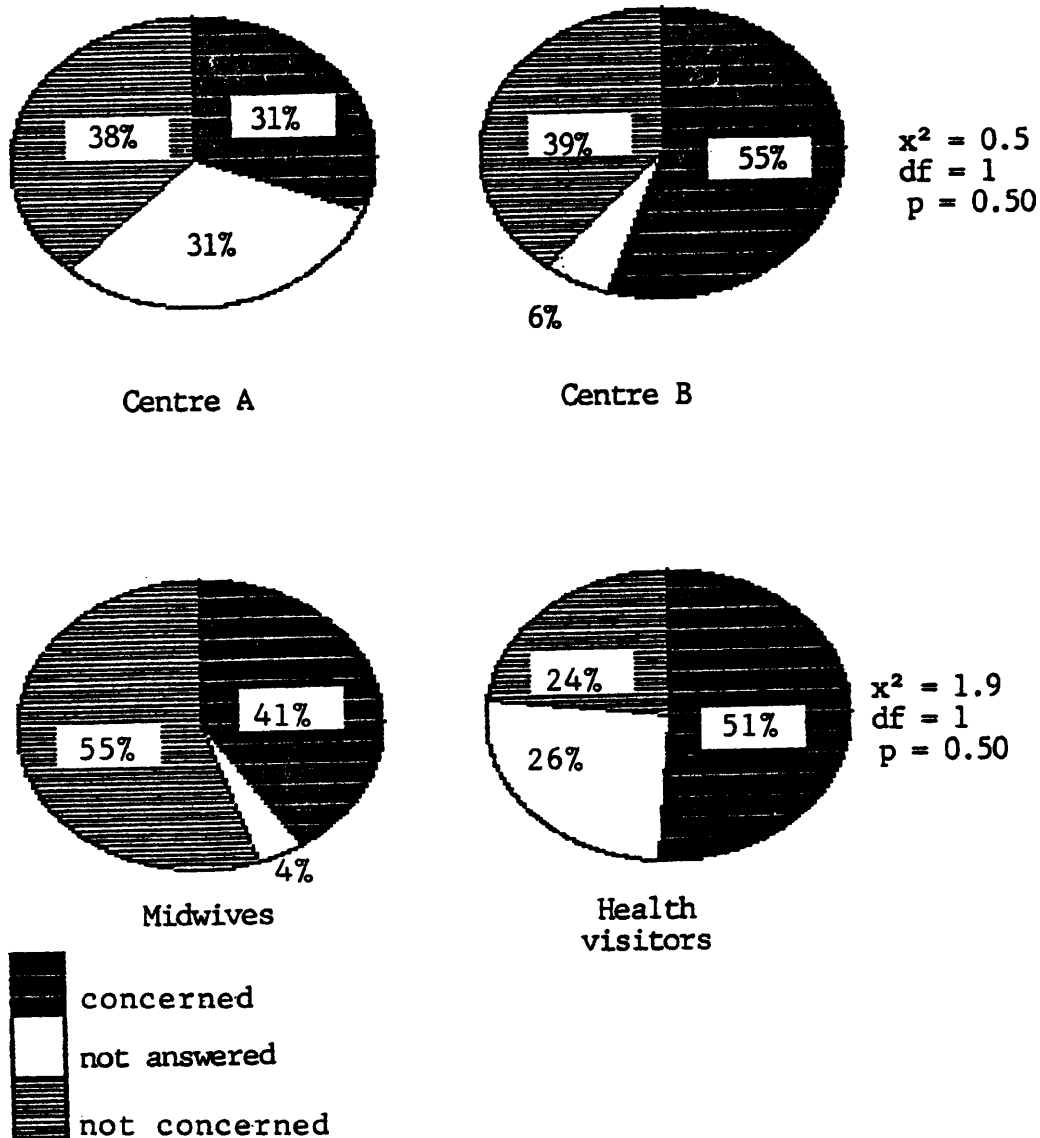 38%
31%
31%
39%
55%
6%
x² = 0.5
df = 1
p = 0.50
Centre A
Centre B
55%
41%
4%
24%
51%
26%
x² = 1.9
df = 1
p = 0.50
Midwives
Health
visitors
concerned
not answered
not concerned